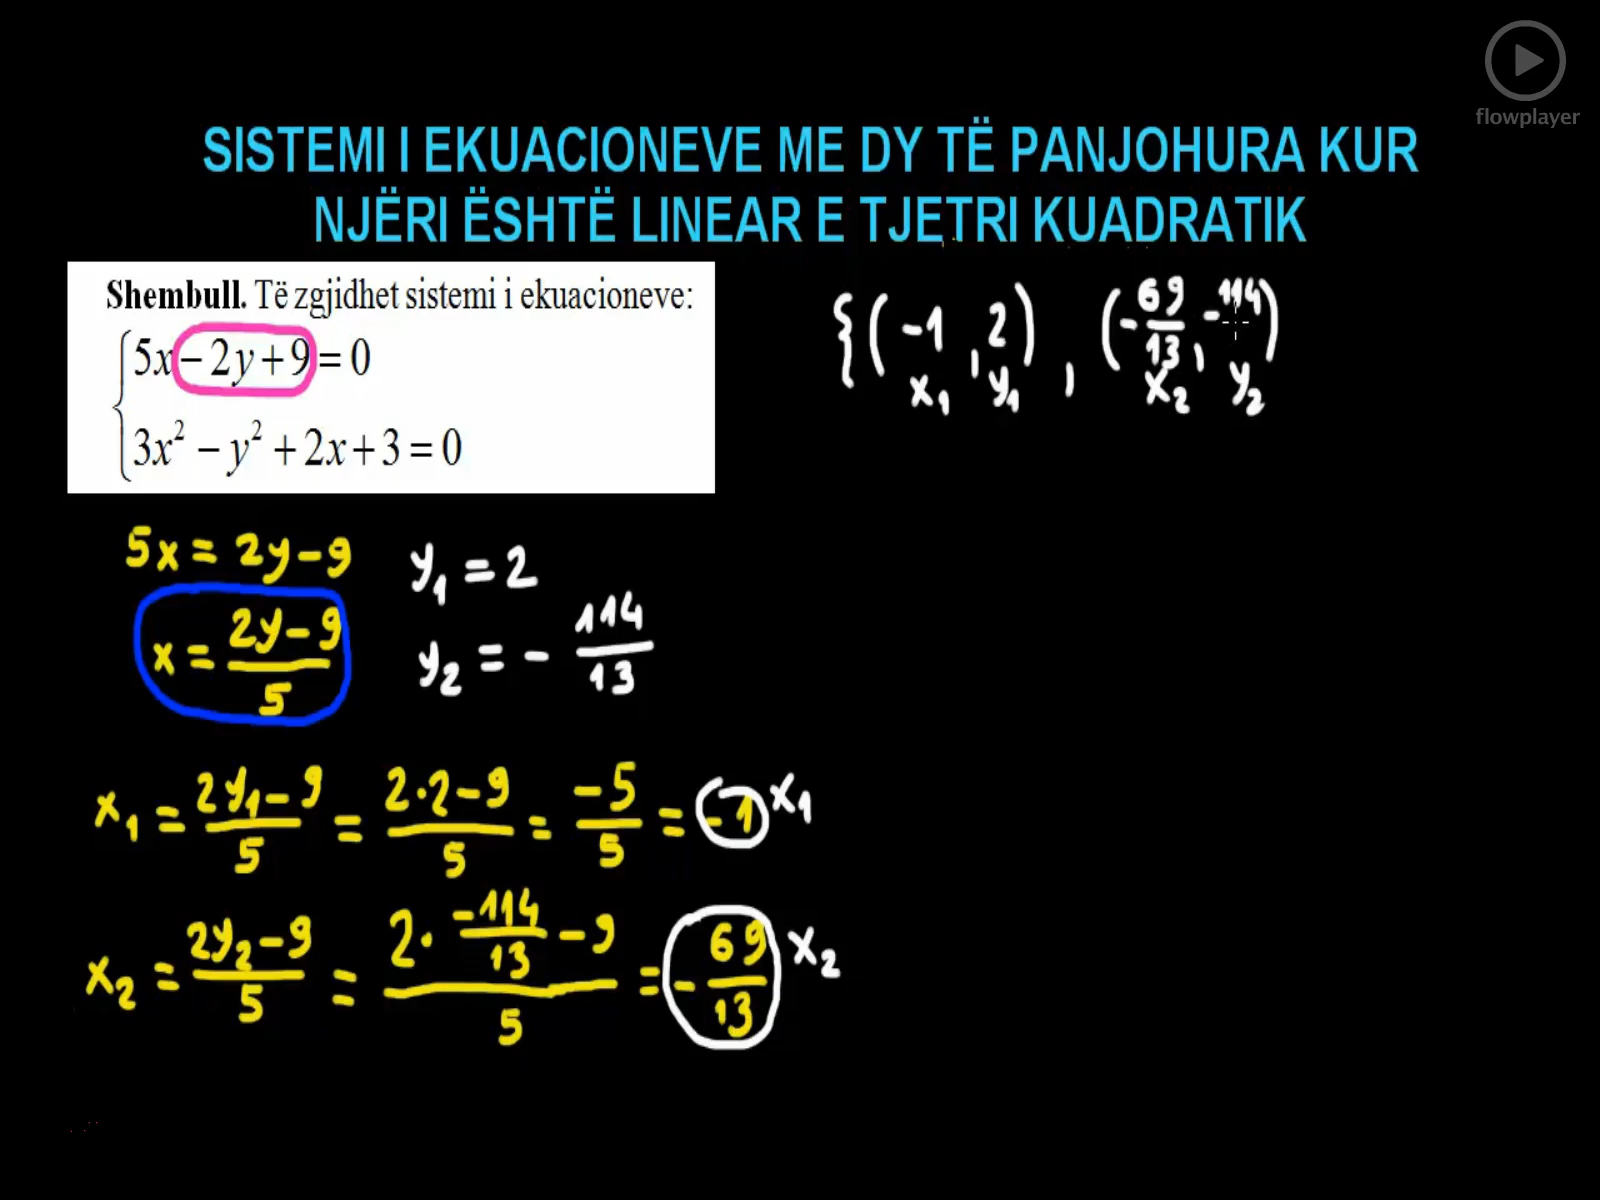 flowplayer
SISTEMI I EKUACIONEVE ME DY TË PANJOHURA KUR
NJËRI ËSHTË LINEAR E TJETRI KUADRATIK
Shembull. Të zgjidhet sistemi i ekuacioneve:
{ 5x − 2y + 9 = 0
3x² − y² + 2x + 3 = 0
{(-1, 2), (-69/13, -114)
x₁ y₁ x₂ y₂
5x = 2y - 9
x = (2y - 9)/5
y₁ = 2
y₂ = - 114/13
x₁ = (2y₁ - 9)/5 = (2·2 - 9)/5 = -5/5 = -1 x₁
x₂ = (2y₂ - 9)/5 = (2· -114/13 - 9)/5 = - 69/13 x₂